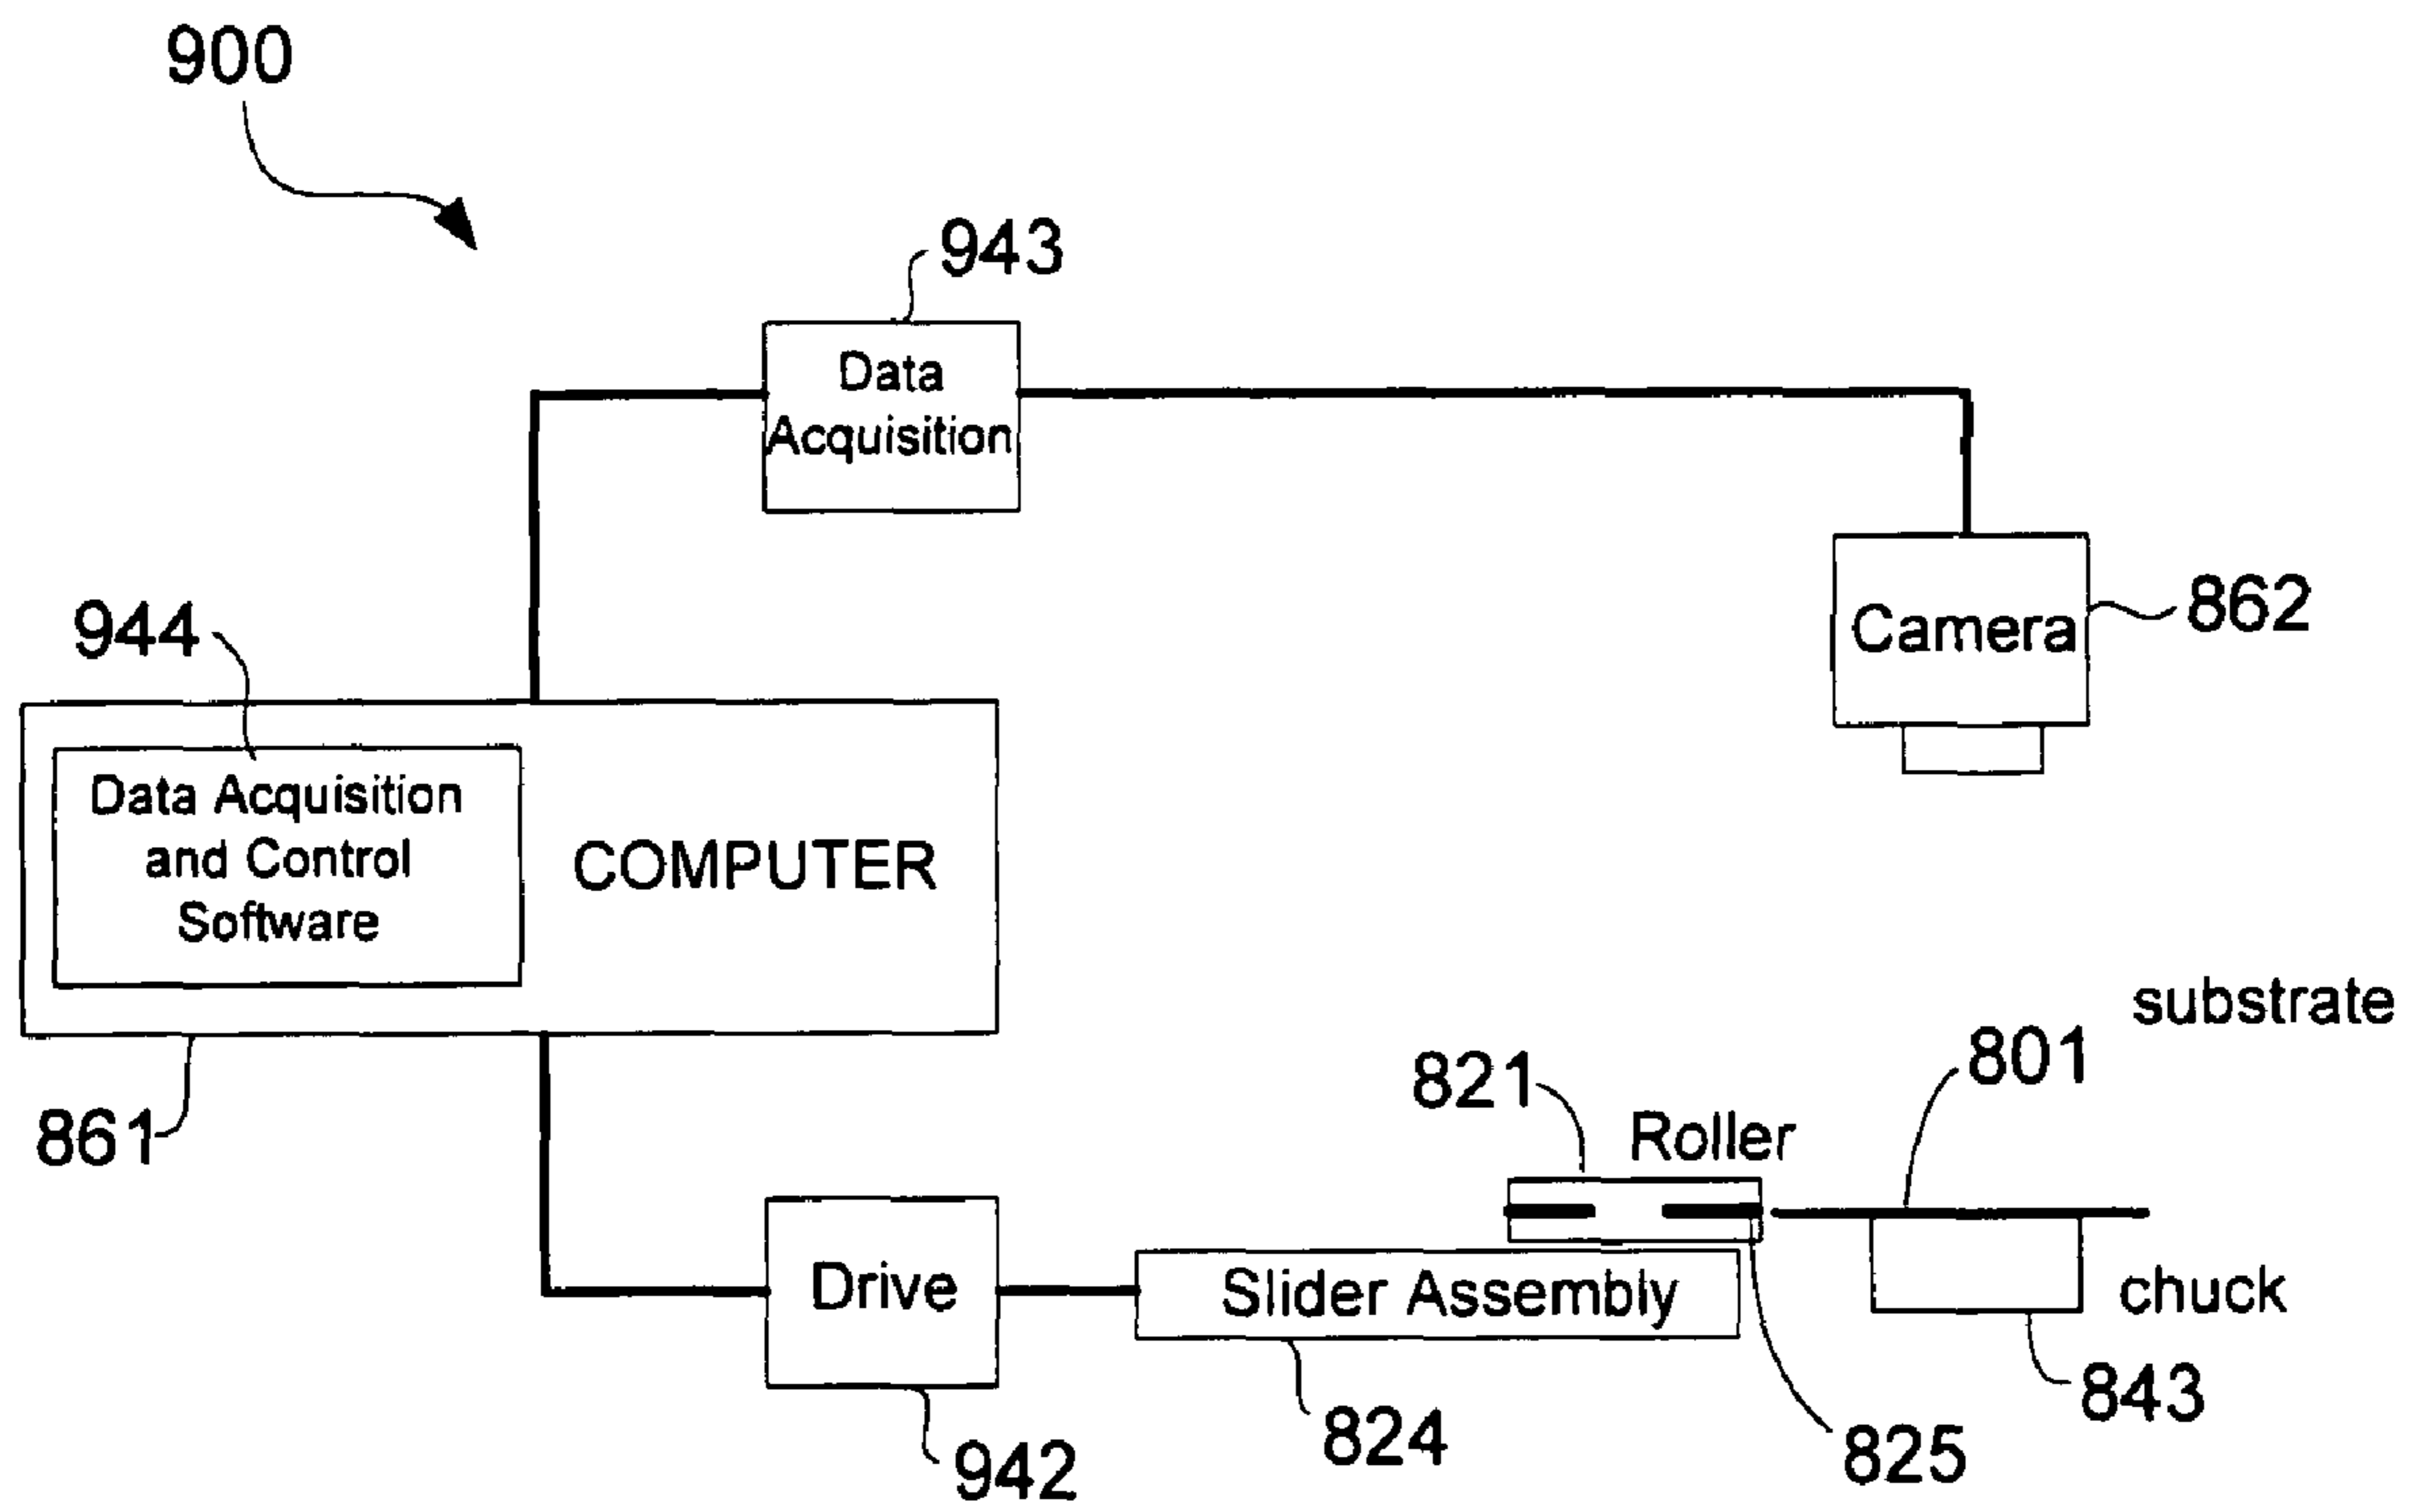 900
943
Data
Acquisition
862
Camera
944
Data Acquisition
and Control
Software
COMPUTER
861
substrate
801
821
Roller
Drive
Slider Assembly
chuck
843
824
825
942